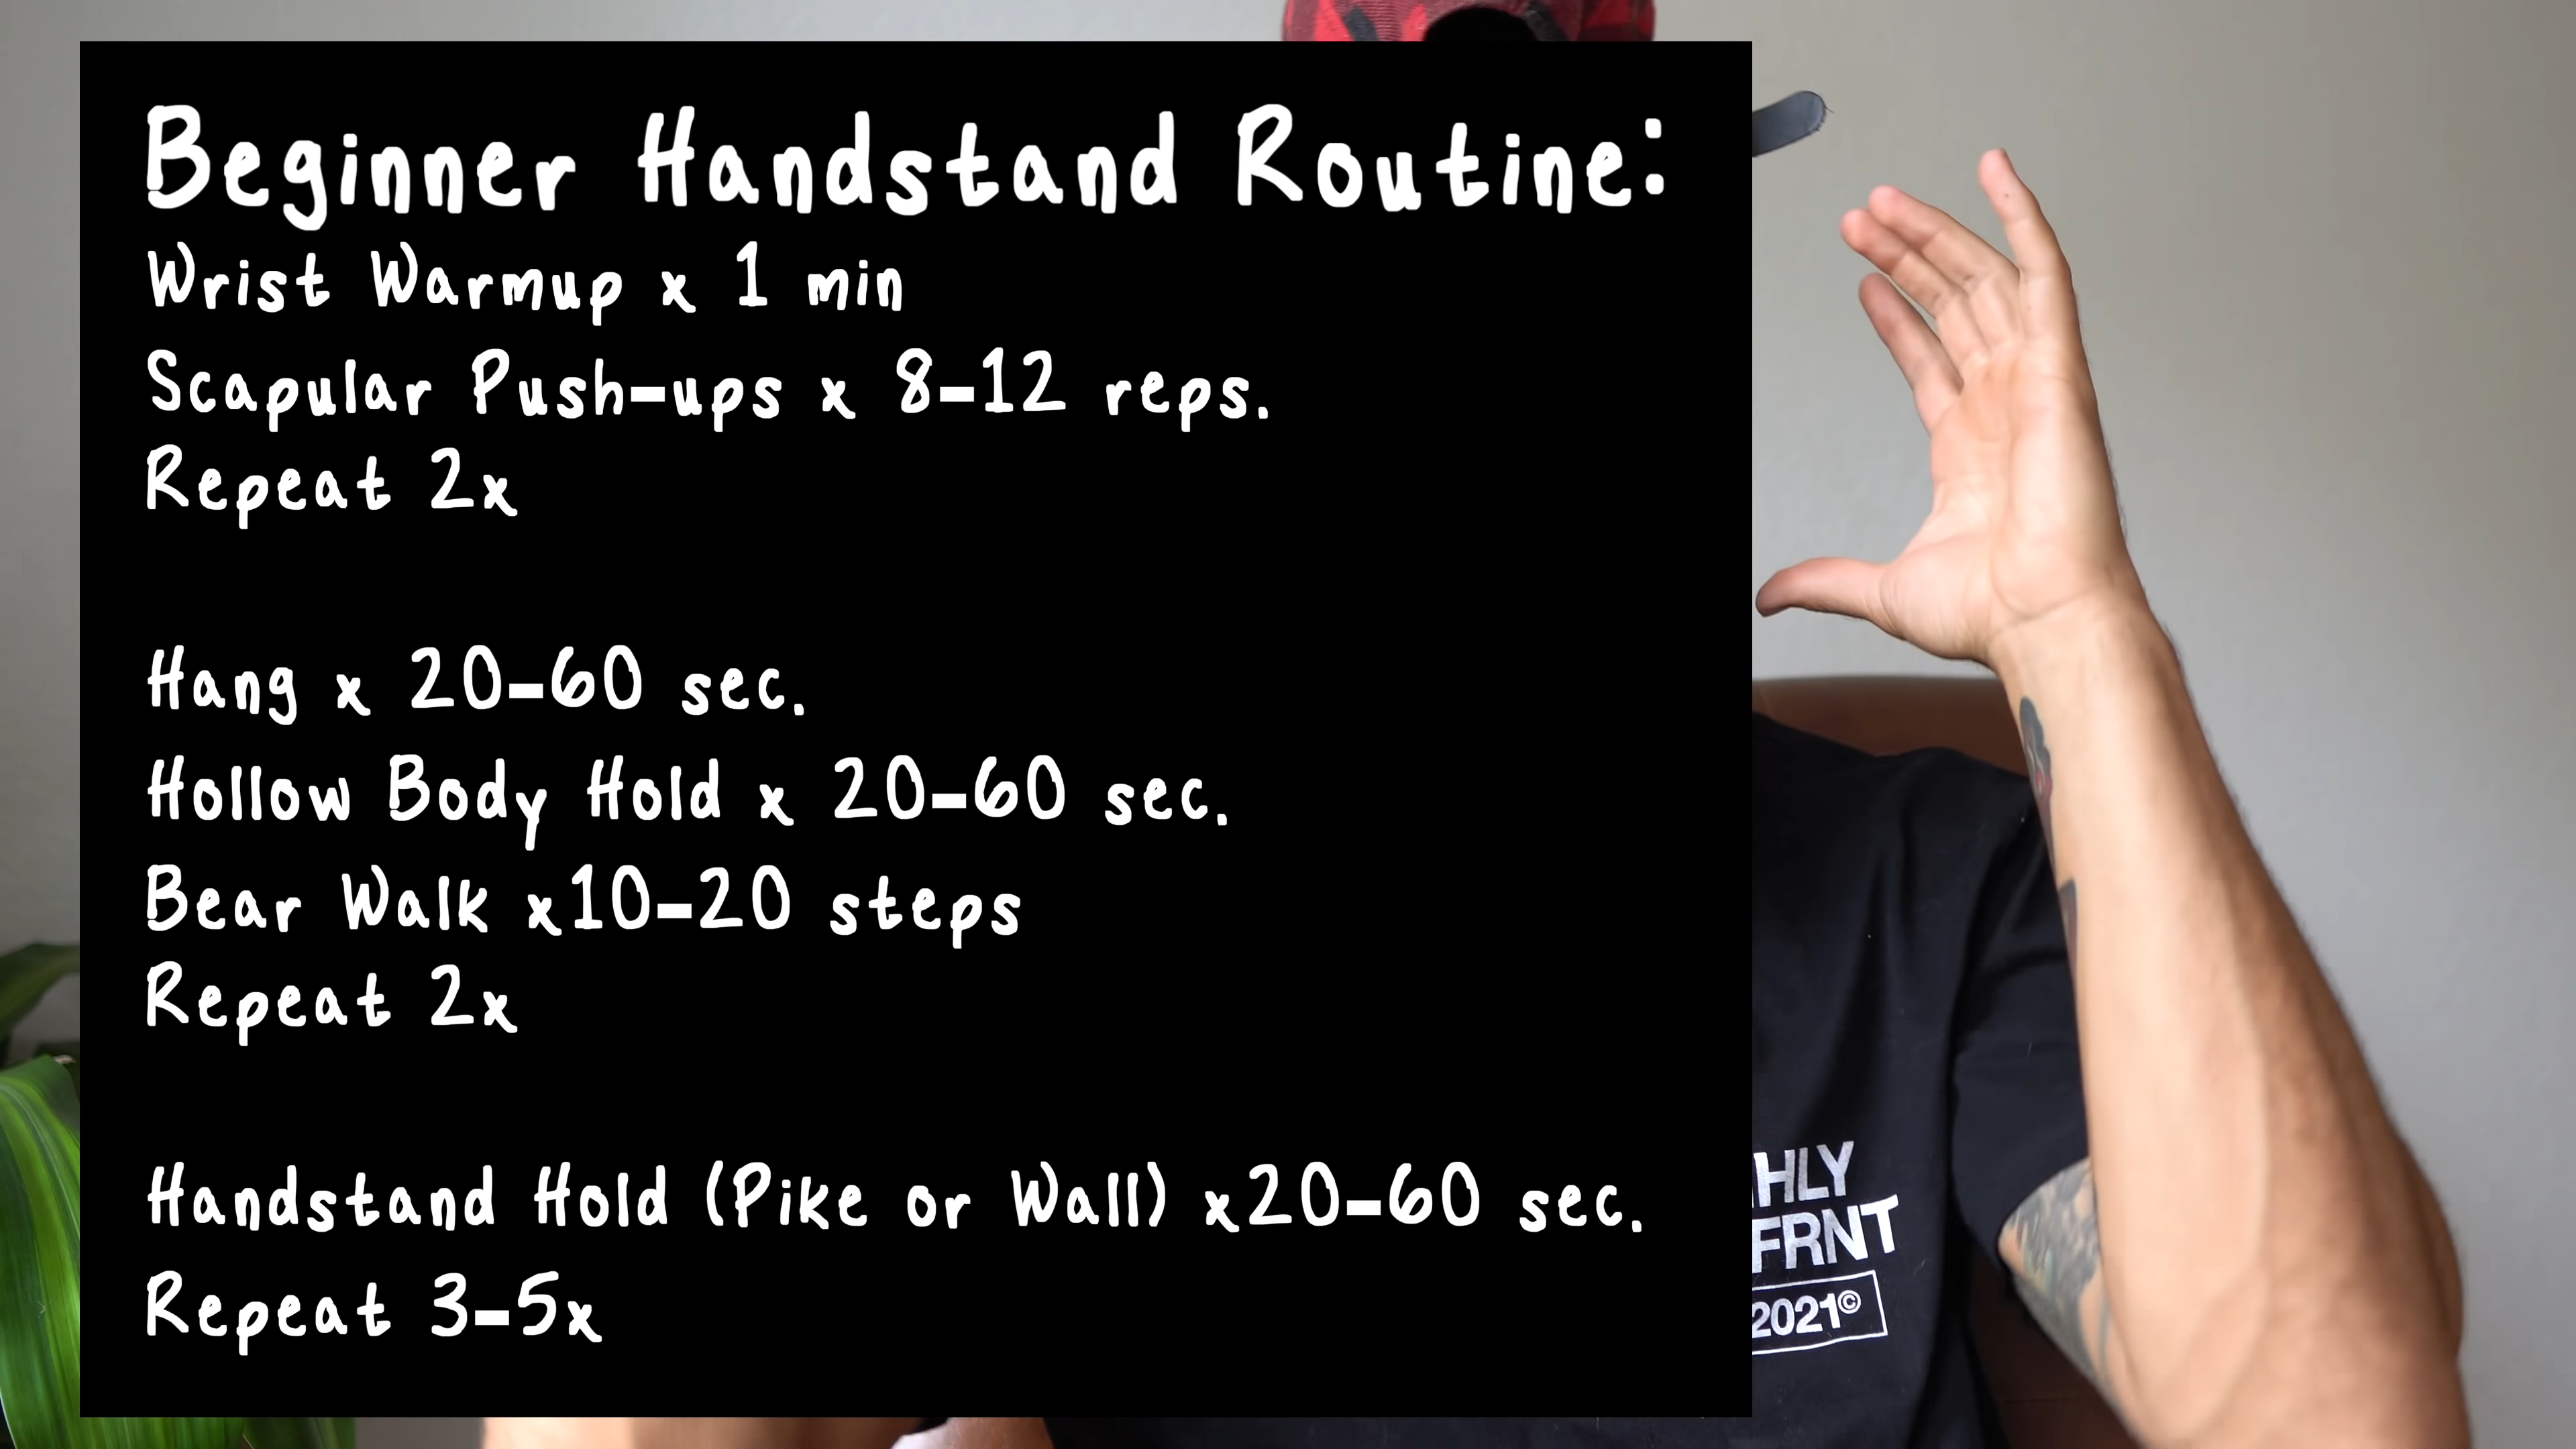 Beginner Handstand Routine:
Wrist Warmup x 1 min
Scapular Push-ups x 8-12 reps.
Repeat 2x
Hang x 20-60 sec.
Hollow Body Hold x 20-60 sec.
Bear Walk x10-20 steps
Repeat 2x
Handstand Hold (Pike or Wall) x20-60 sec.
Repeat 3-5x
HLY
FRNT
2021©